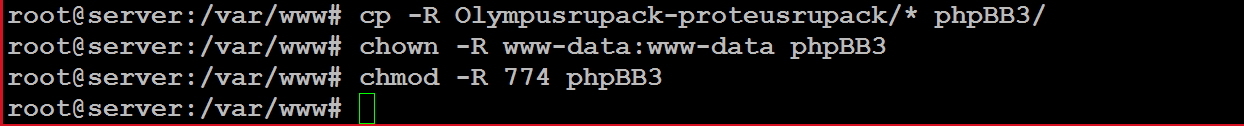 root@server:/var/www# cp -R Olympusrupack-proteusrupack/* phpBB3/
root@server:/var/www# chown -R www-data:www-data phpBB3
root@server:/var/www# chmod -R 774 phpBB3
root@server:/var/www#